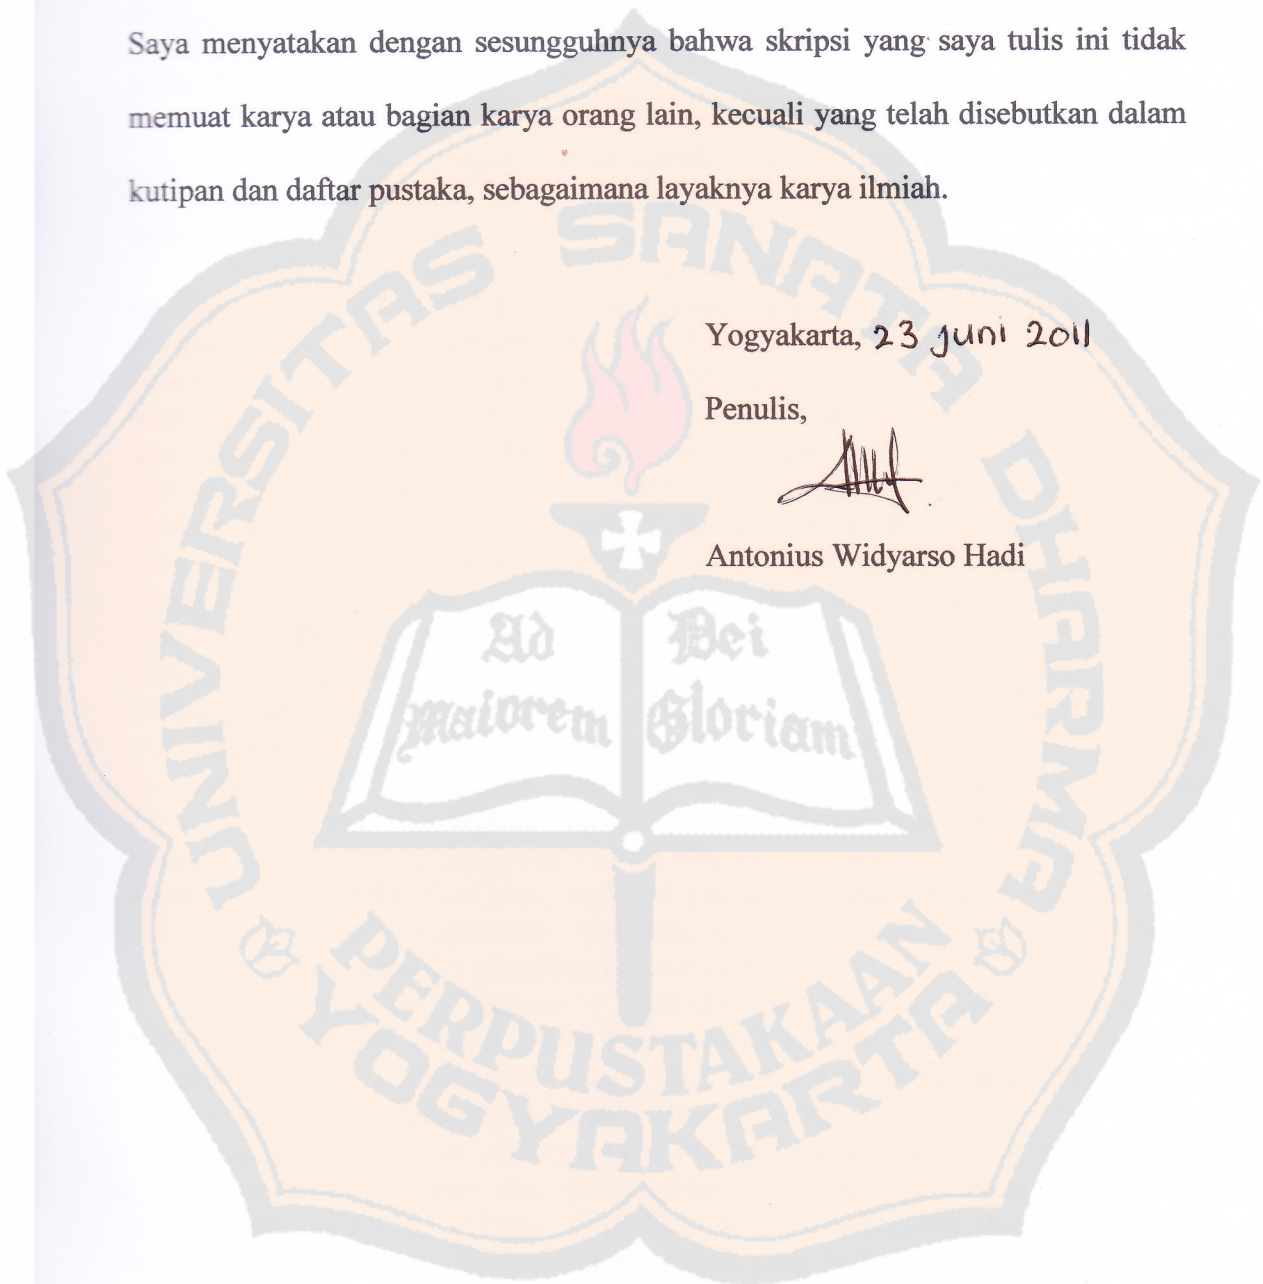 Saya menyatakan dengan sesungguhnya bahwa skripsi yang saya tulis ini tidak
memuat karya atau bagian karya orang lain, kecuali yang telah disebutkan dalam
kutipan dan daftar pustaka, sebagaimana layaknya karya ilmiah.
UNIVERSITAS SANATA DHARMA
Yogyakarta, 23 Juni 2011
Penulis,
Antonius Widyarso Hadi
Ad Dei
maiorem Gloriam
PERPUSTAKAAN
YOGYAKARTA